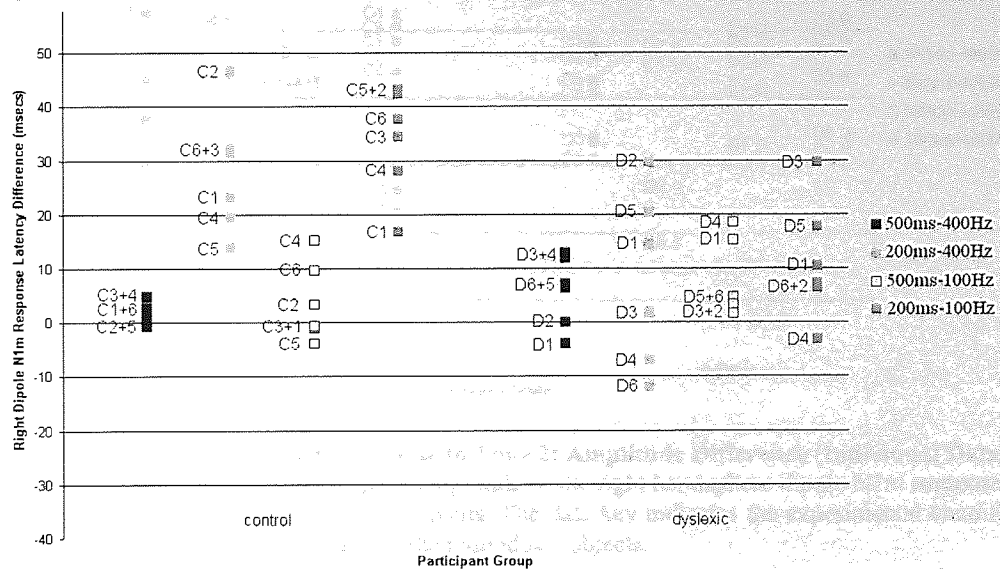 Right Dipole N1m Response Latency Difference (msecs)
50
40
30
20
10
0
-10
-20
-30
-40
C3+4
C1+6
C2+5
C2
C6+3
C1
C4
C5
C4
C6
C2
C3+1
C5
C5+2
C6
C3
C4
C1
D3+4
D6+5
D2
D1
D2
D5
D1
D3
D4
D6
D4
D1
D5+6
D3+2
D3
D5
D1
D6+2
D4
500ms-400Hz
200ms-400Hz
500ms-100Hz
200ms-100Hz
2: Amplitude Difference
control
dyslexic
Participant Group